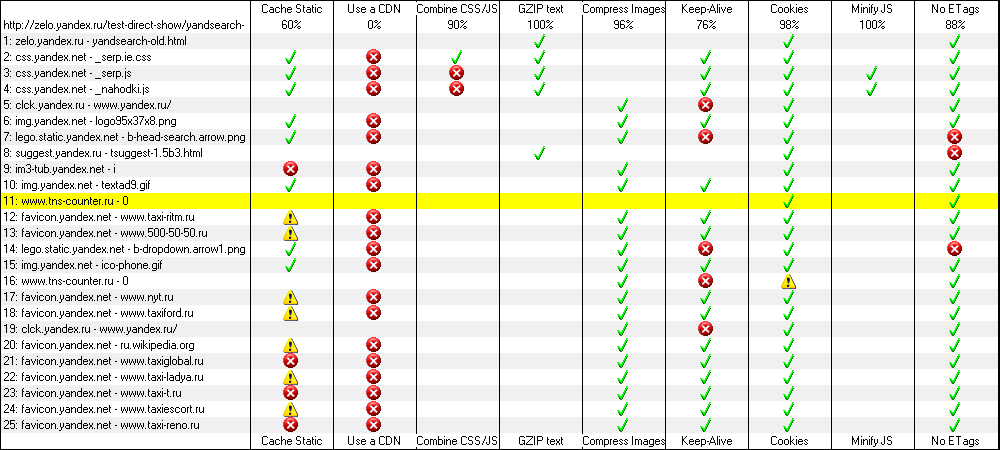 Cache Static Use a CDN Combine CSS/JS GZIP text Compress Images Keep-Alive Cookies Minify JS No ETags
http://zelo.yandex.ru/test-direct-show/yandsearch- 60% 0% 90% 100% 96% 76% 98% 100% 88%
1: zelo.yandex.ru - yandsearch-old.html
2: css.yandex.net - _serp.ie.css
3: css.yandex.net - _serp.js
4: css.yandex.net - _nahodki.js
5: clck.yandex.ru - www.yandex.ru/
6: img.yandex.net - logo95x37x8.png
7: lego.static.yandex.net - b-head-search.arrow.png
8: suggest.yandex.ru - tsuggest-1.5b3.html
9: im3-tub.yandex.net - i
10: img.yandex.net - textad9.gif
11: www.tns-counter.ru - 0
12: favicon.yandex.net - www.taxi-ritm.ru
13: favicon.yandex.net - www.500-50-50.ru
14: lego.static.yandex.net - b-dropdown.arrow1.png
15: img.yandex.net - ico-phone.gif
16: www.tns-counter.ru - 0
17: favicon.yandex.net - www.nyt.ru
18: favicon.yandex.net - www.taxiford.ru
19: clck.yandex.ru - www.yandex.ru/
20: favicon.yandex.net - ru.wikipedia.org
21: favicon.yandex.net - www.taxiglobal.ru
22: favicon.yandex.net - www.taxi-ladya.ru
23: favicon.yandex.net - www.taxi-t.ru
24: favicon.yandex.net - www.taxiescort.ru
25: favicon.yandex.net - www.taxi-reno.ru
Cache Static Use a CDN Combine CSS/JS GZIP text Compress Images Keep-Alive Cookies Minify JS No ETags